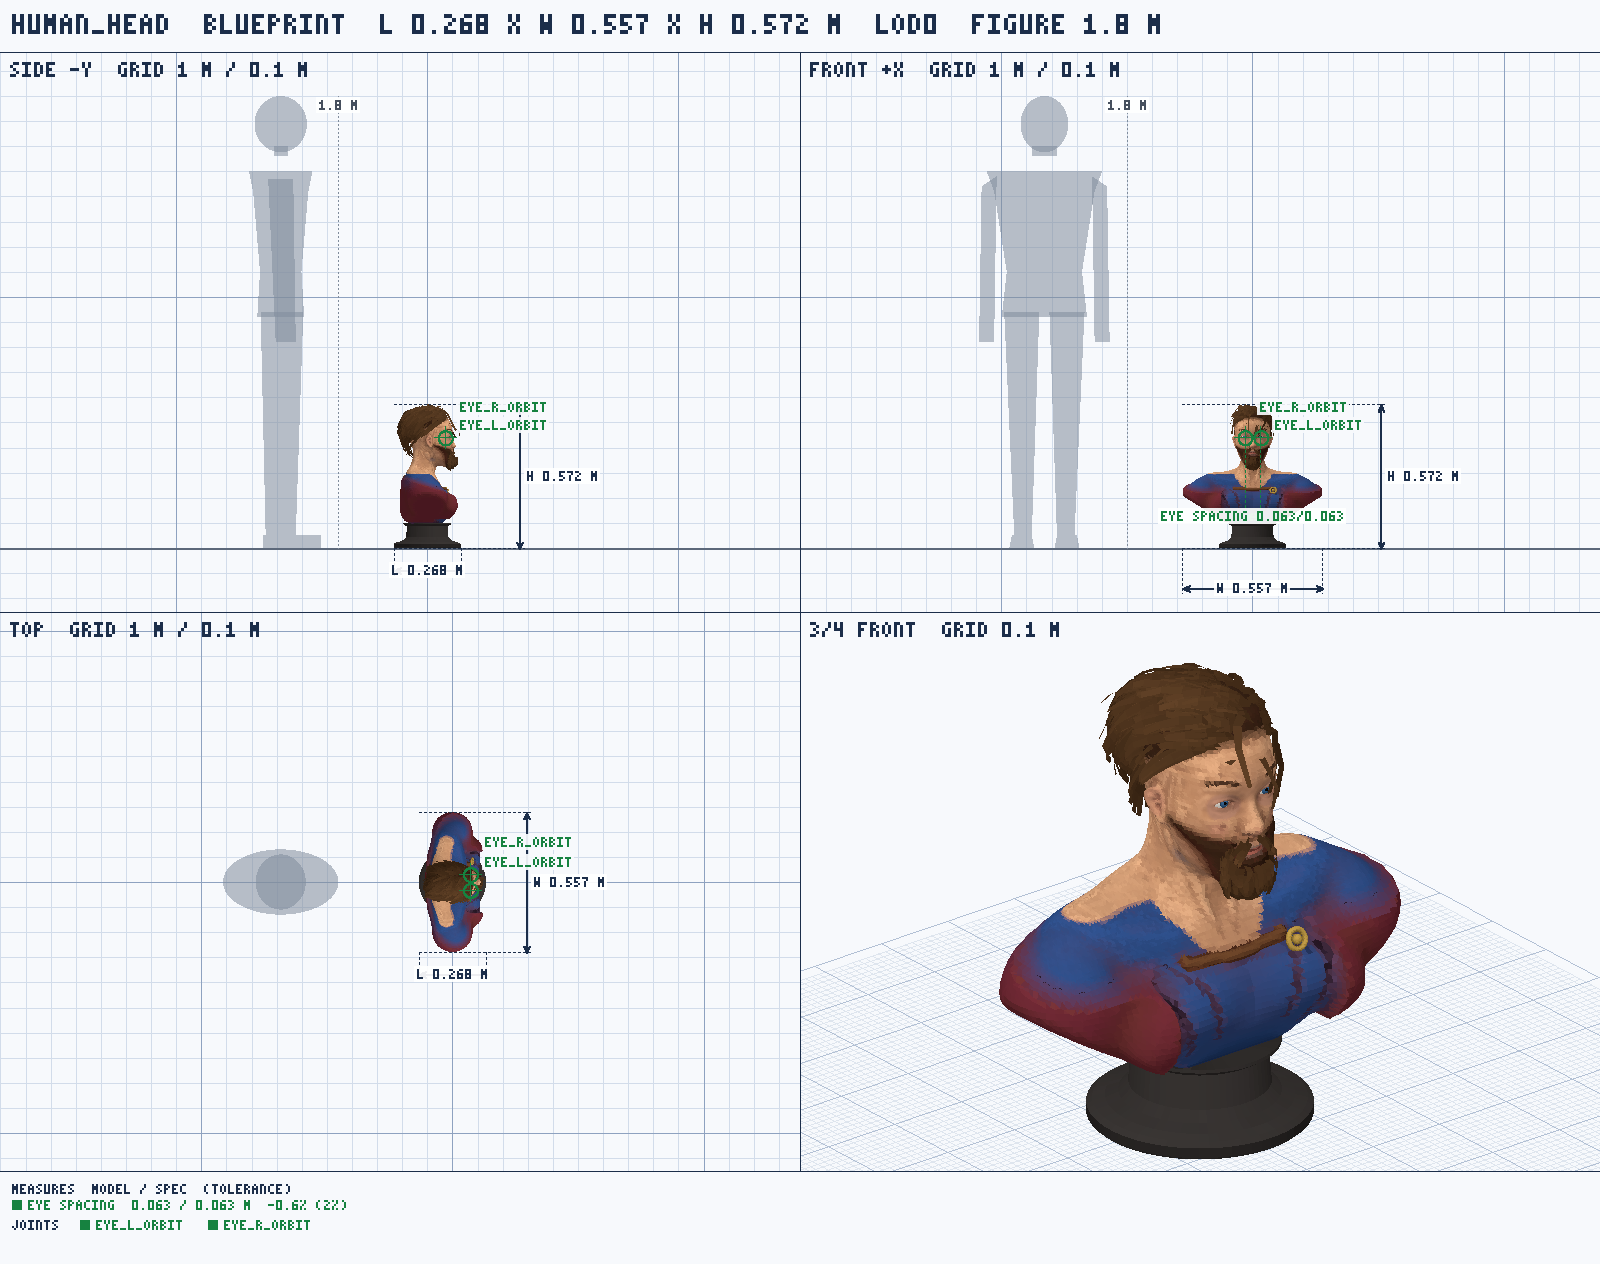 HUMAN_HEAD BLUEPRINT L 0.268 X W 0.557 X H 0.572 M LOD0 FIGURE 1.8 M
SIDE -Y GRID 1 M / 0.1 M
1.8 M
EYE_R_ORBIT
EYE_L_ORBIT
H 0.572 M
L 0.268 M
FRONT +X GRID 1 M / 0.1 M
1.8 M
EYE_R_ORBIT
EYE_L_ORBIT
H 0.572 M
EYE SPACING 0.063/0.063
W 0.557 M
TOP GRID 1 M / 0.1 M
EYE_R_ORBIT
EYE_L_ORBIT
W 0.557 M
L 0.268 M
3/4 FRONT GRID 0.1 M
MEASURES MODEL / SPEC (TOLERANCE)
EYE SPACING 0.063 / 0.063 M -0.6% (2%)
JOINTS EYE_L_ORBIT EYE_R_ORBIT